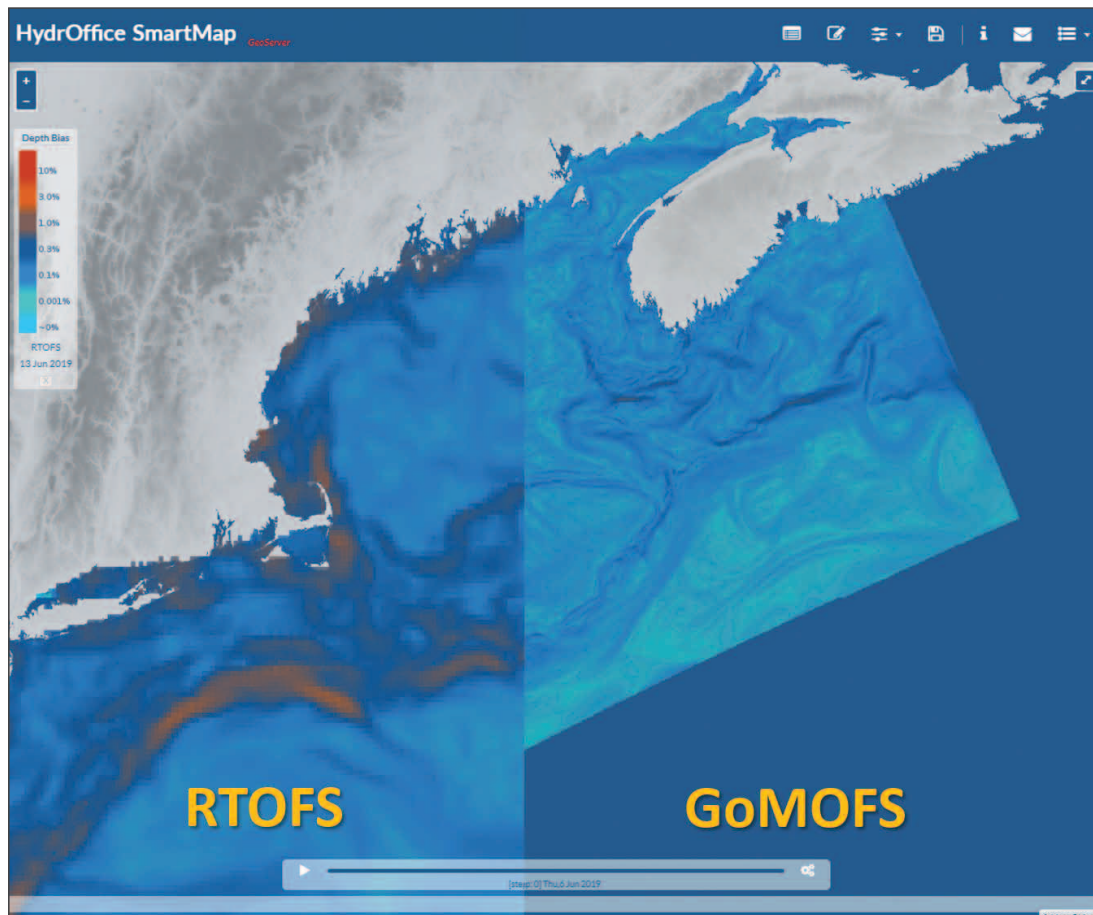 HydrOffice SmartMap GeoServer
+
−
Depth Bias
10%
3.0%
1.0%
0.3%
0.1%
0.001%
~0%
RTOFS
13 Jun 2019
X
RTOFS GoMOFS
[step: 0] Thu,6 Jun 2019